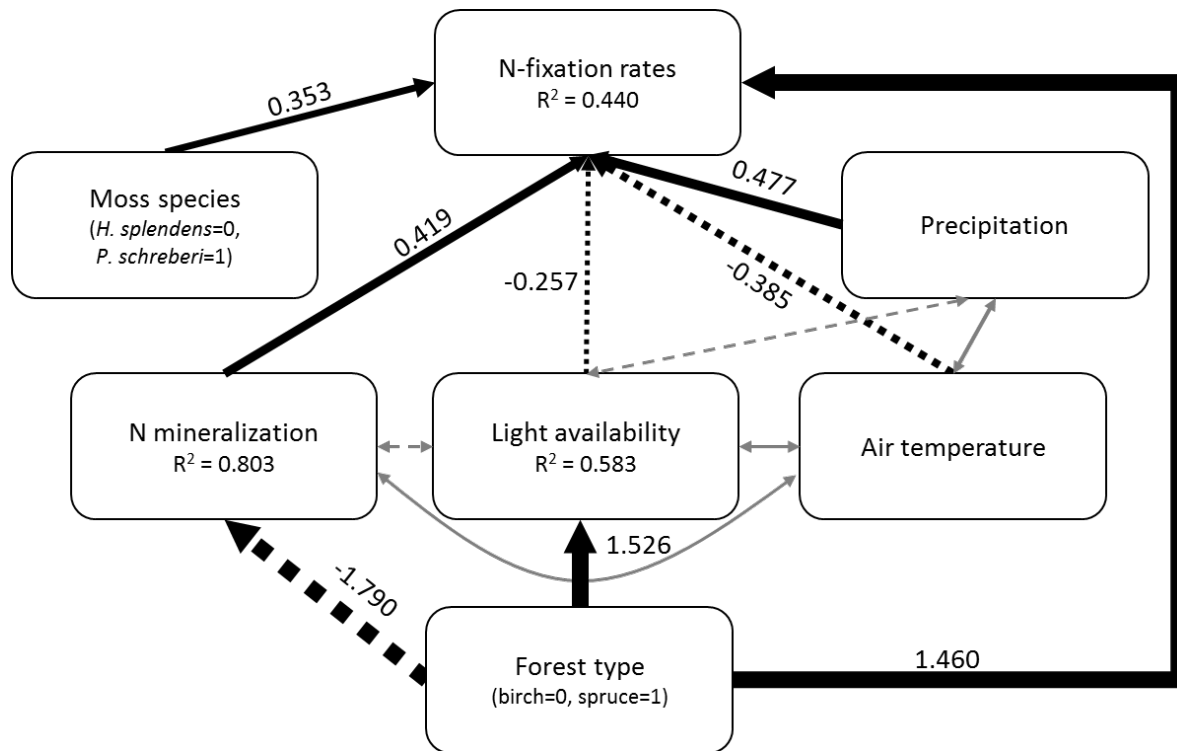 N-fixation rates
R² = 0.440
0.353
Moss species
(H. splendens=0,
P. schreberi=1)
0.477
Precipitation
0.419
-0.257
-0.385
N mineralization
R² = 0.803
Light availability
R² = 0.583
Air temperature
1.526
-1.790
Forest type
(birch=0, spruce=1)
1.460